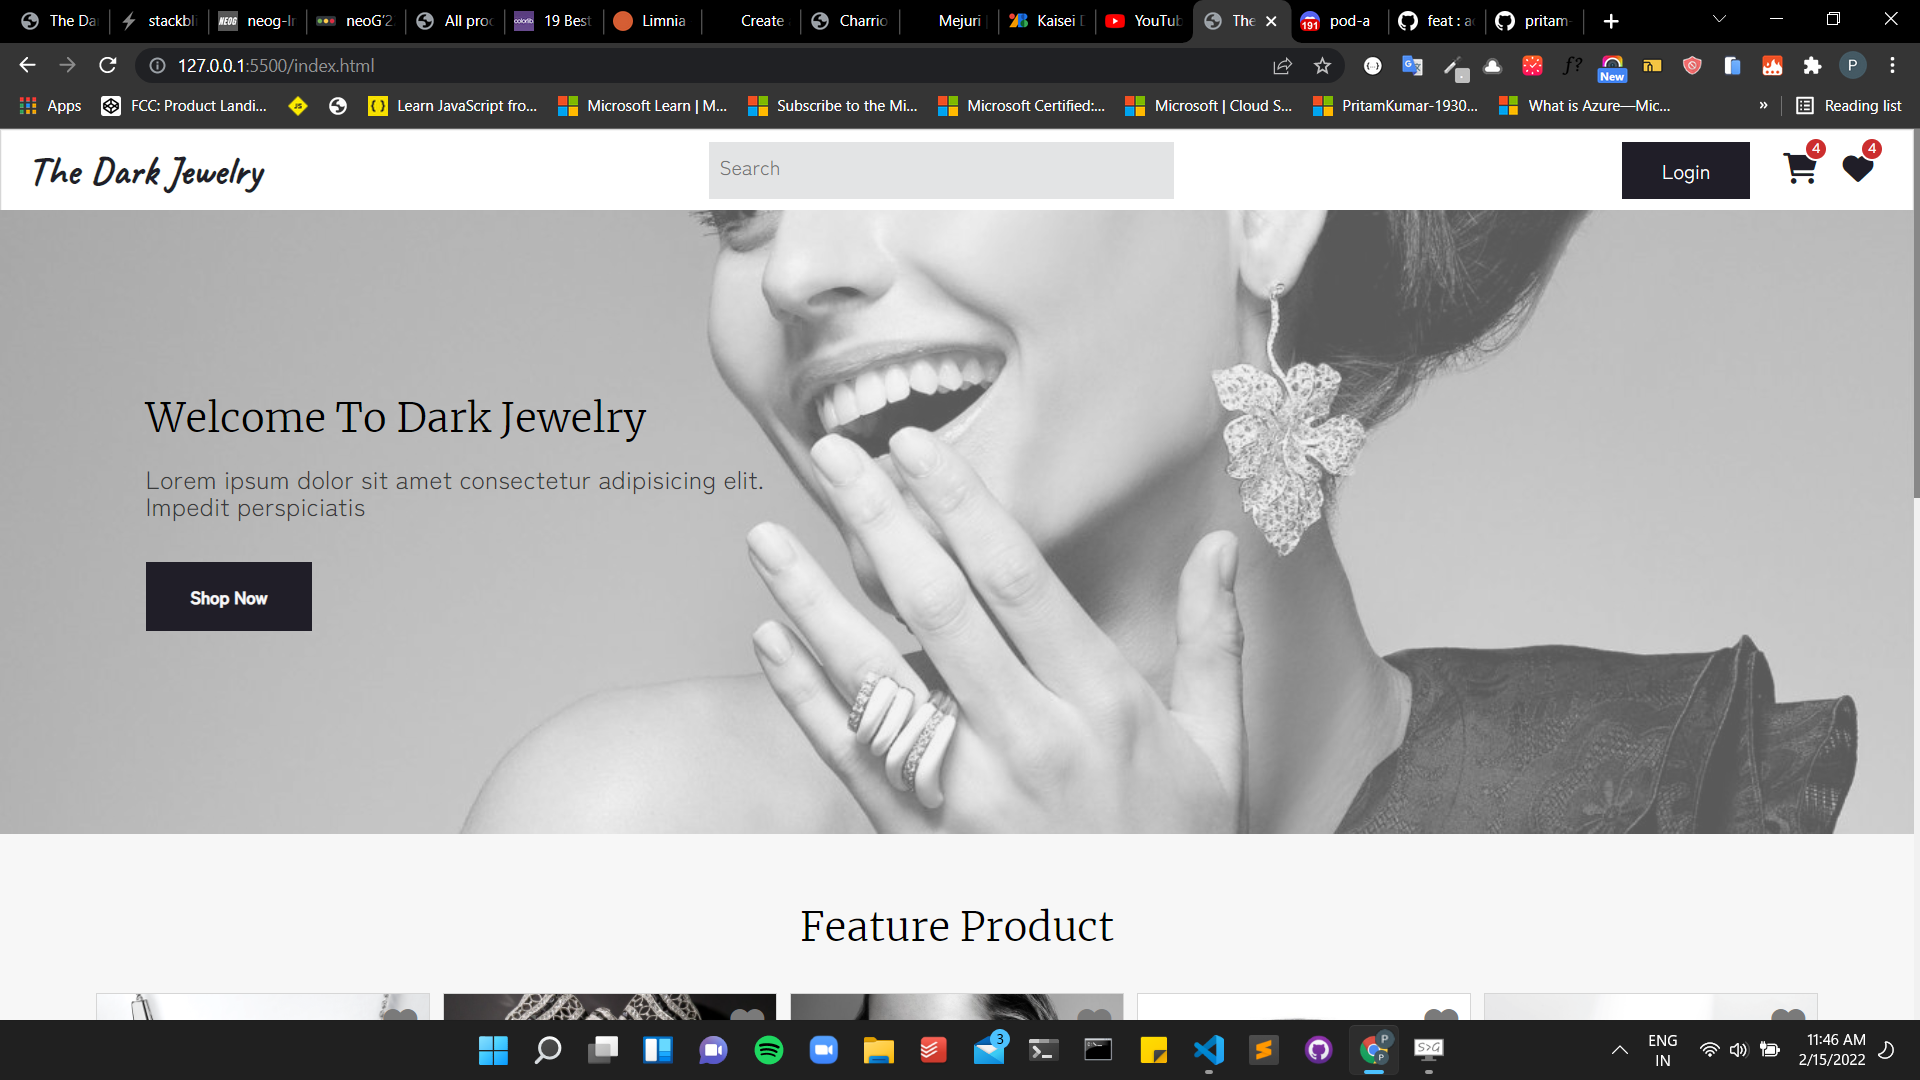 The Da
stackbli
neog-Ir
neoG'2
All proc
19 Best
Limnia
Create
Charrio
Mejuri
Kaisei D
YouTub
The
pod-a
feat : a
pritam-
127.0.0.1:5500/index.html
New
Apps
FCC: Product Landi...
Learn JavaScript fro...
Microsoft Learn | M...
Subscribe to the Mi...
Microsoft Certified:...
Microsoft | Cloud S...
PritamKumar-1930...
What is Azure—Mic...
»
Reading list
The Dark Jewelry
Search
Login
4
4
Welcome To Dark Jewelry
Lorem ipsum dolor sit amet consectetur adipisicing elit.
Impedit perspiciatis
Shop Now
Feature Product
3
ENG
IN
11:46 AM
2/15/2022